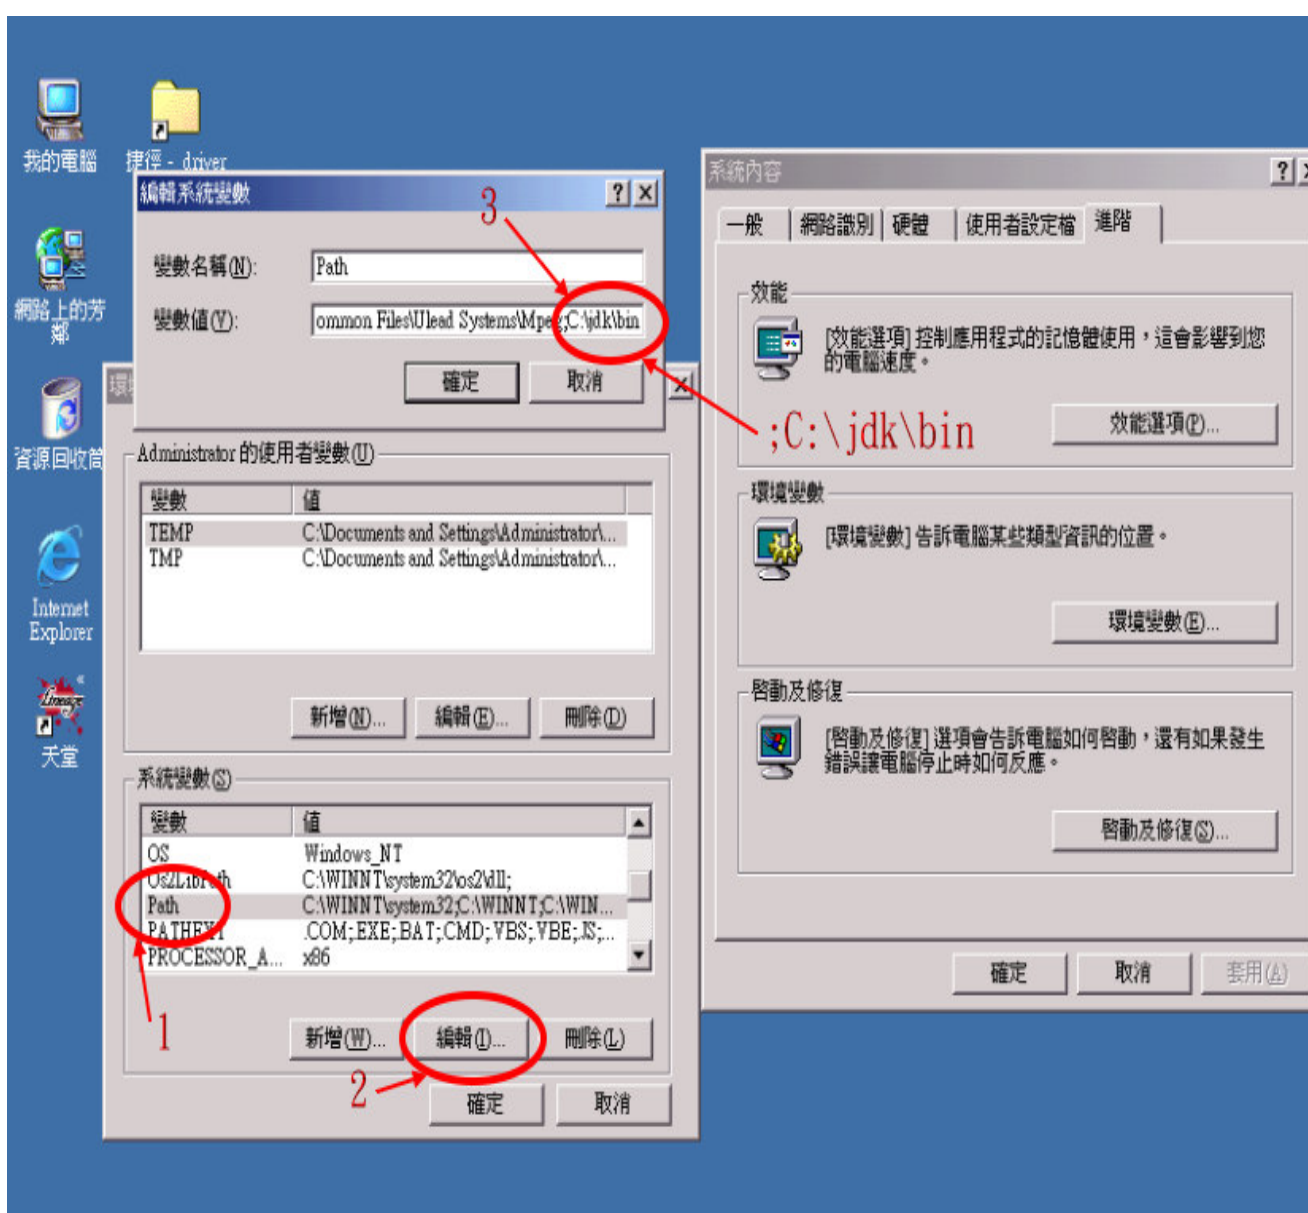 我的電腦
捷徑 - driver
網路上的芳
鄰
資源回收筒
Internet
Explorer
Lineage
天堂
編輯系統變數
3
變數名稱(N):
Path
變數值(V):
ommon Files\Ulead Systems\Mpeg;C:\jdk\bin
確定
取消
;C:\jdk\bin
環
Administrator 的使用者變數(U)
變數 值
TEMP C:\Documents and Settings\Administrator\...
TMP C:\Documents and Settings\Administrator\...
新增(N)... 編輯(E)... 刪除(D)
系統變數(S)
變數 值
OS Windows_NT
Os2LibPath C:\WINNT\system32\os2\dll;
Path C:\WINNT\system32;C:\WINNT;C:\WIN...
PATHEXT .COM;.EXE;.BAT;.CMD;.VBS;.VBE;.JS;...
PROCESSOR_A... x86
1
新增(W)... 編輯(I)... 刪除(L)
2
確定 取消
系統內容
一般 網路識別 硬體 使用者設定檔 進階
效能
[效能選項] 控制應用程式的記憶體使用，這會影響到您
的電腦速度。
效能選項(P)...
環境變數
[環境變數] 告訴電腦某些類型資訊的位置。
環境變數(E)...
啟動及修復
[啟動及修復] 選項會告訴電腦如何啟動，還有如果發生
錯誤讓電腦停止時如何反應。
啟動及修復(S)...
確定 取消 套用(A)